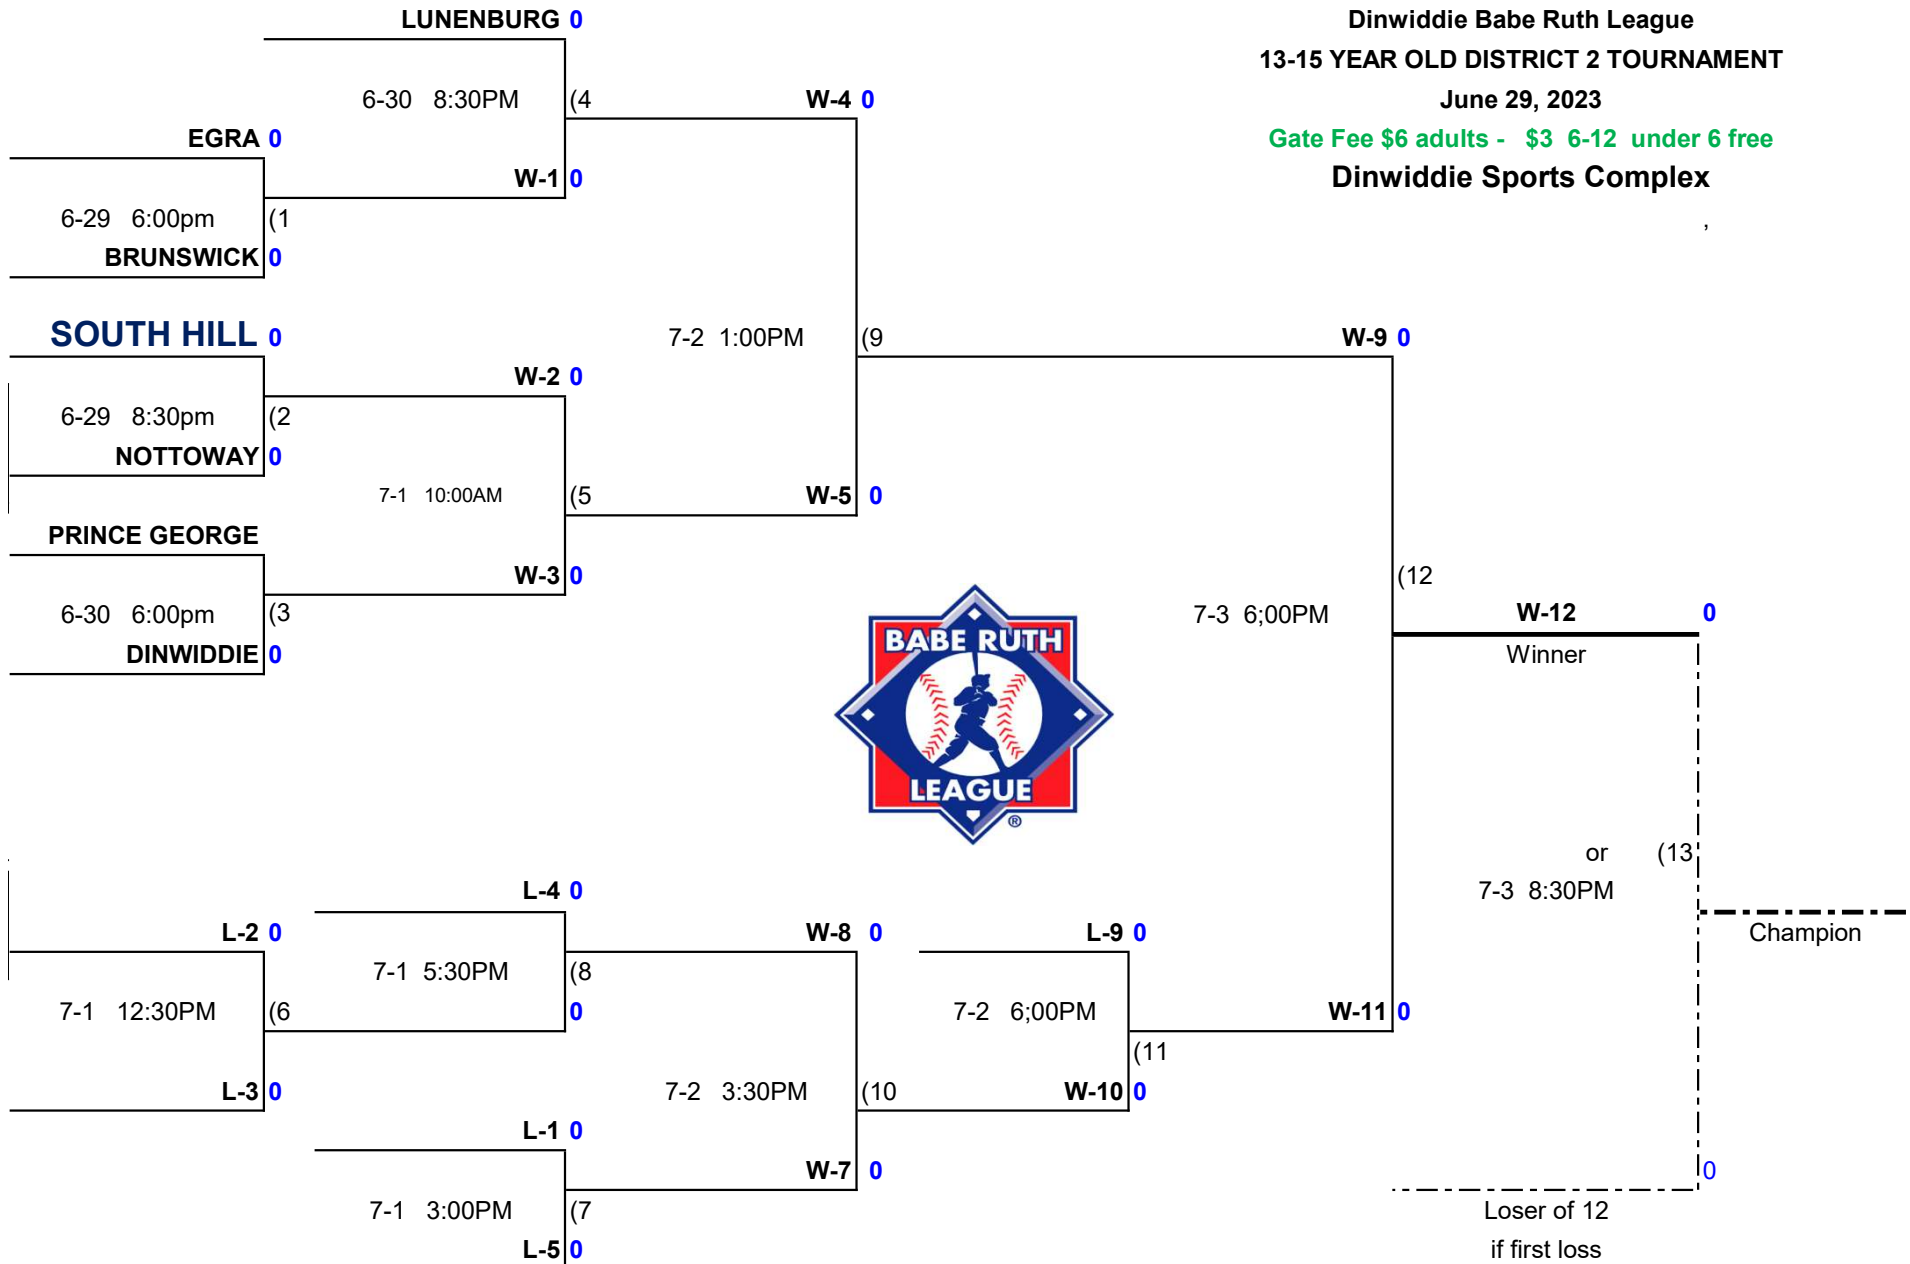 LUNENBURG 0
Dinwiddie Babe Ruth League
13-15 YEAR OLD DISTRICT 2 TOURNAMENT
6-30 8:30PM (4
W-4 0
June 29, 2023
EGRA 0
Gate Fee $6 adults - $3 6-12 under 6 free
W-1 0
Dinwiddie Sports Complex
6-29 6:00pm (1
,
BRUNSWICK 0
SOUTH HILL 0
7-2 1:00PM (9
W-9 0
W-2 0
6-29 8:30pm (2
NOTTOWAY 0
7-1 10:00AM (5
W-5 0
PRINCE GEORGE
W-3 0
(12
6-30 6:00pm (3
7-3 6;00PM
W-12 0
DINWIDDIE 0
Winner
BABE RUTH
LEAGUE
®
or (13
L-4 0
7-3 8:30PM
L-2 0
W-8 0
L-9 0
Champion
7-1 5:30PM (8
7-1 12:30PM (6
0
7-2 6;00PM
W-11 0
(11
L-3 0
7-2 3:30PM (10
W-10 0
L-1 0
W-7 0
0
7-1 3:00PM (7
Loser of 12
L-5 0
if first loss